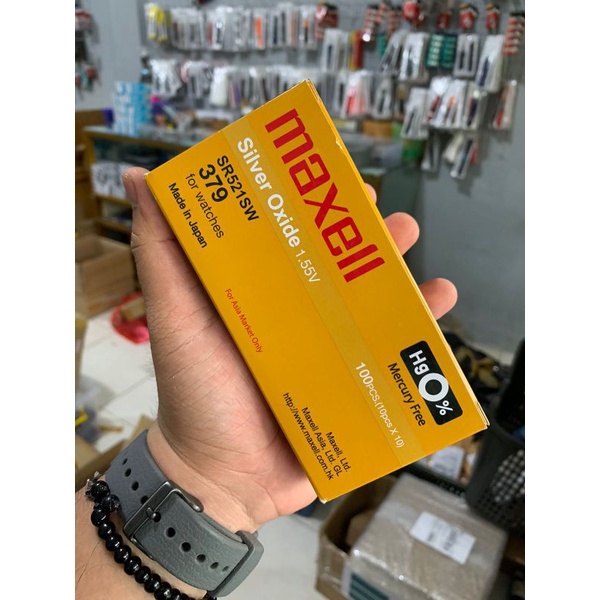 maxell
Silver Oxide 1.55V
SR521SW
379
for watches
Made in Japan
For Asia Market Only
100PCS.(10pcs X 10)
Hg0%
Mercury Free
Maxell, Ltd.
Maxell Asia, Ltd. GL
http://www.maxell.com.hk